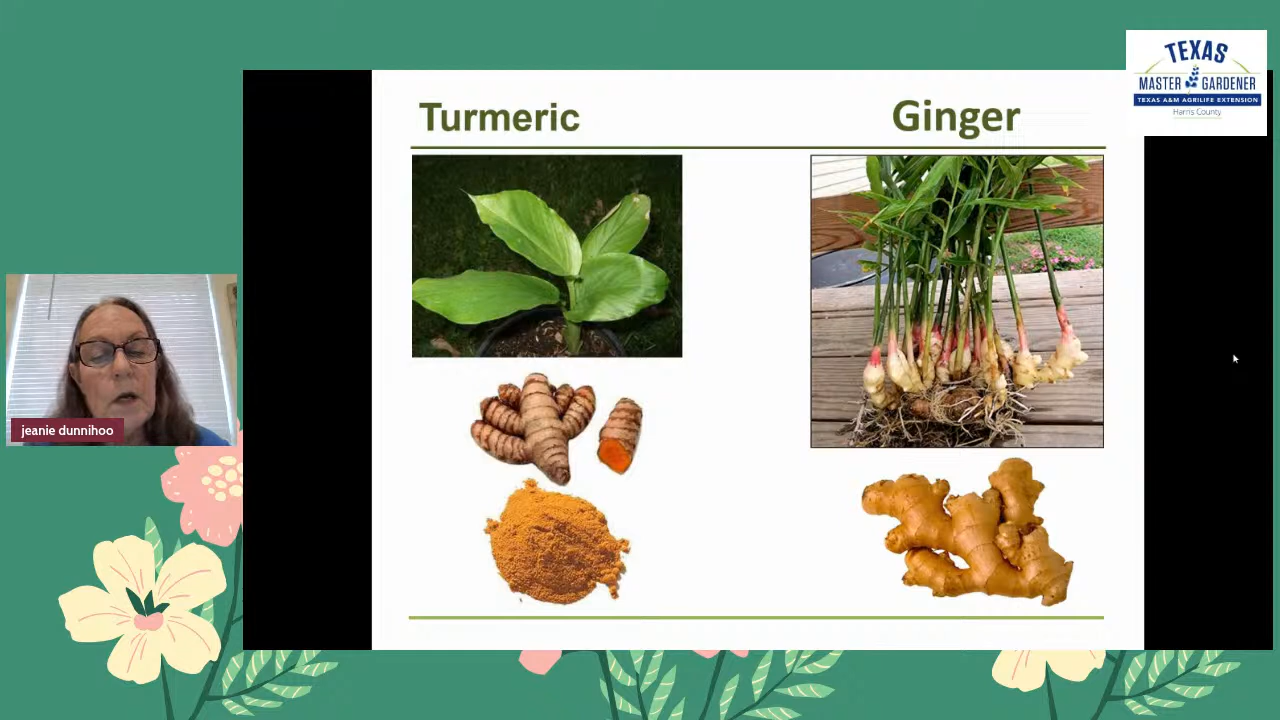 Turmeric
Ginger
TEXAS
MASTER GARDENER
TEXAS A&M AGRILIFE EXTENSION
Harris County
jeanie dunnihoo